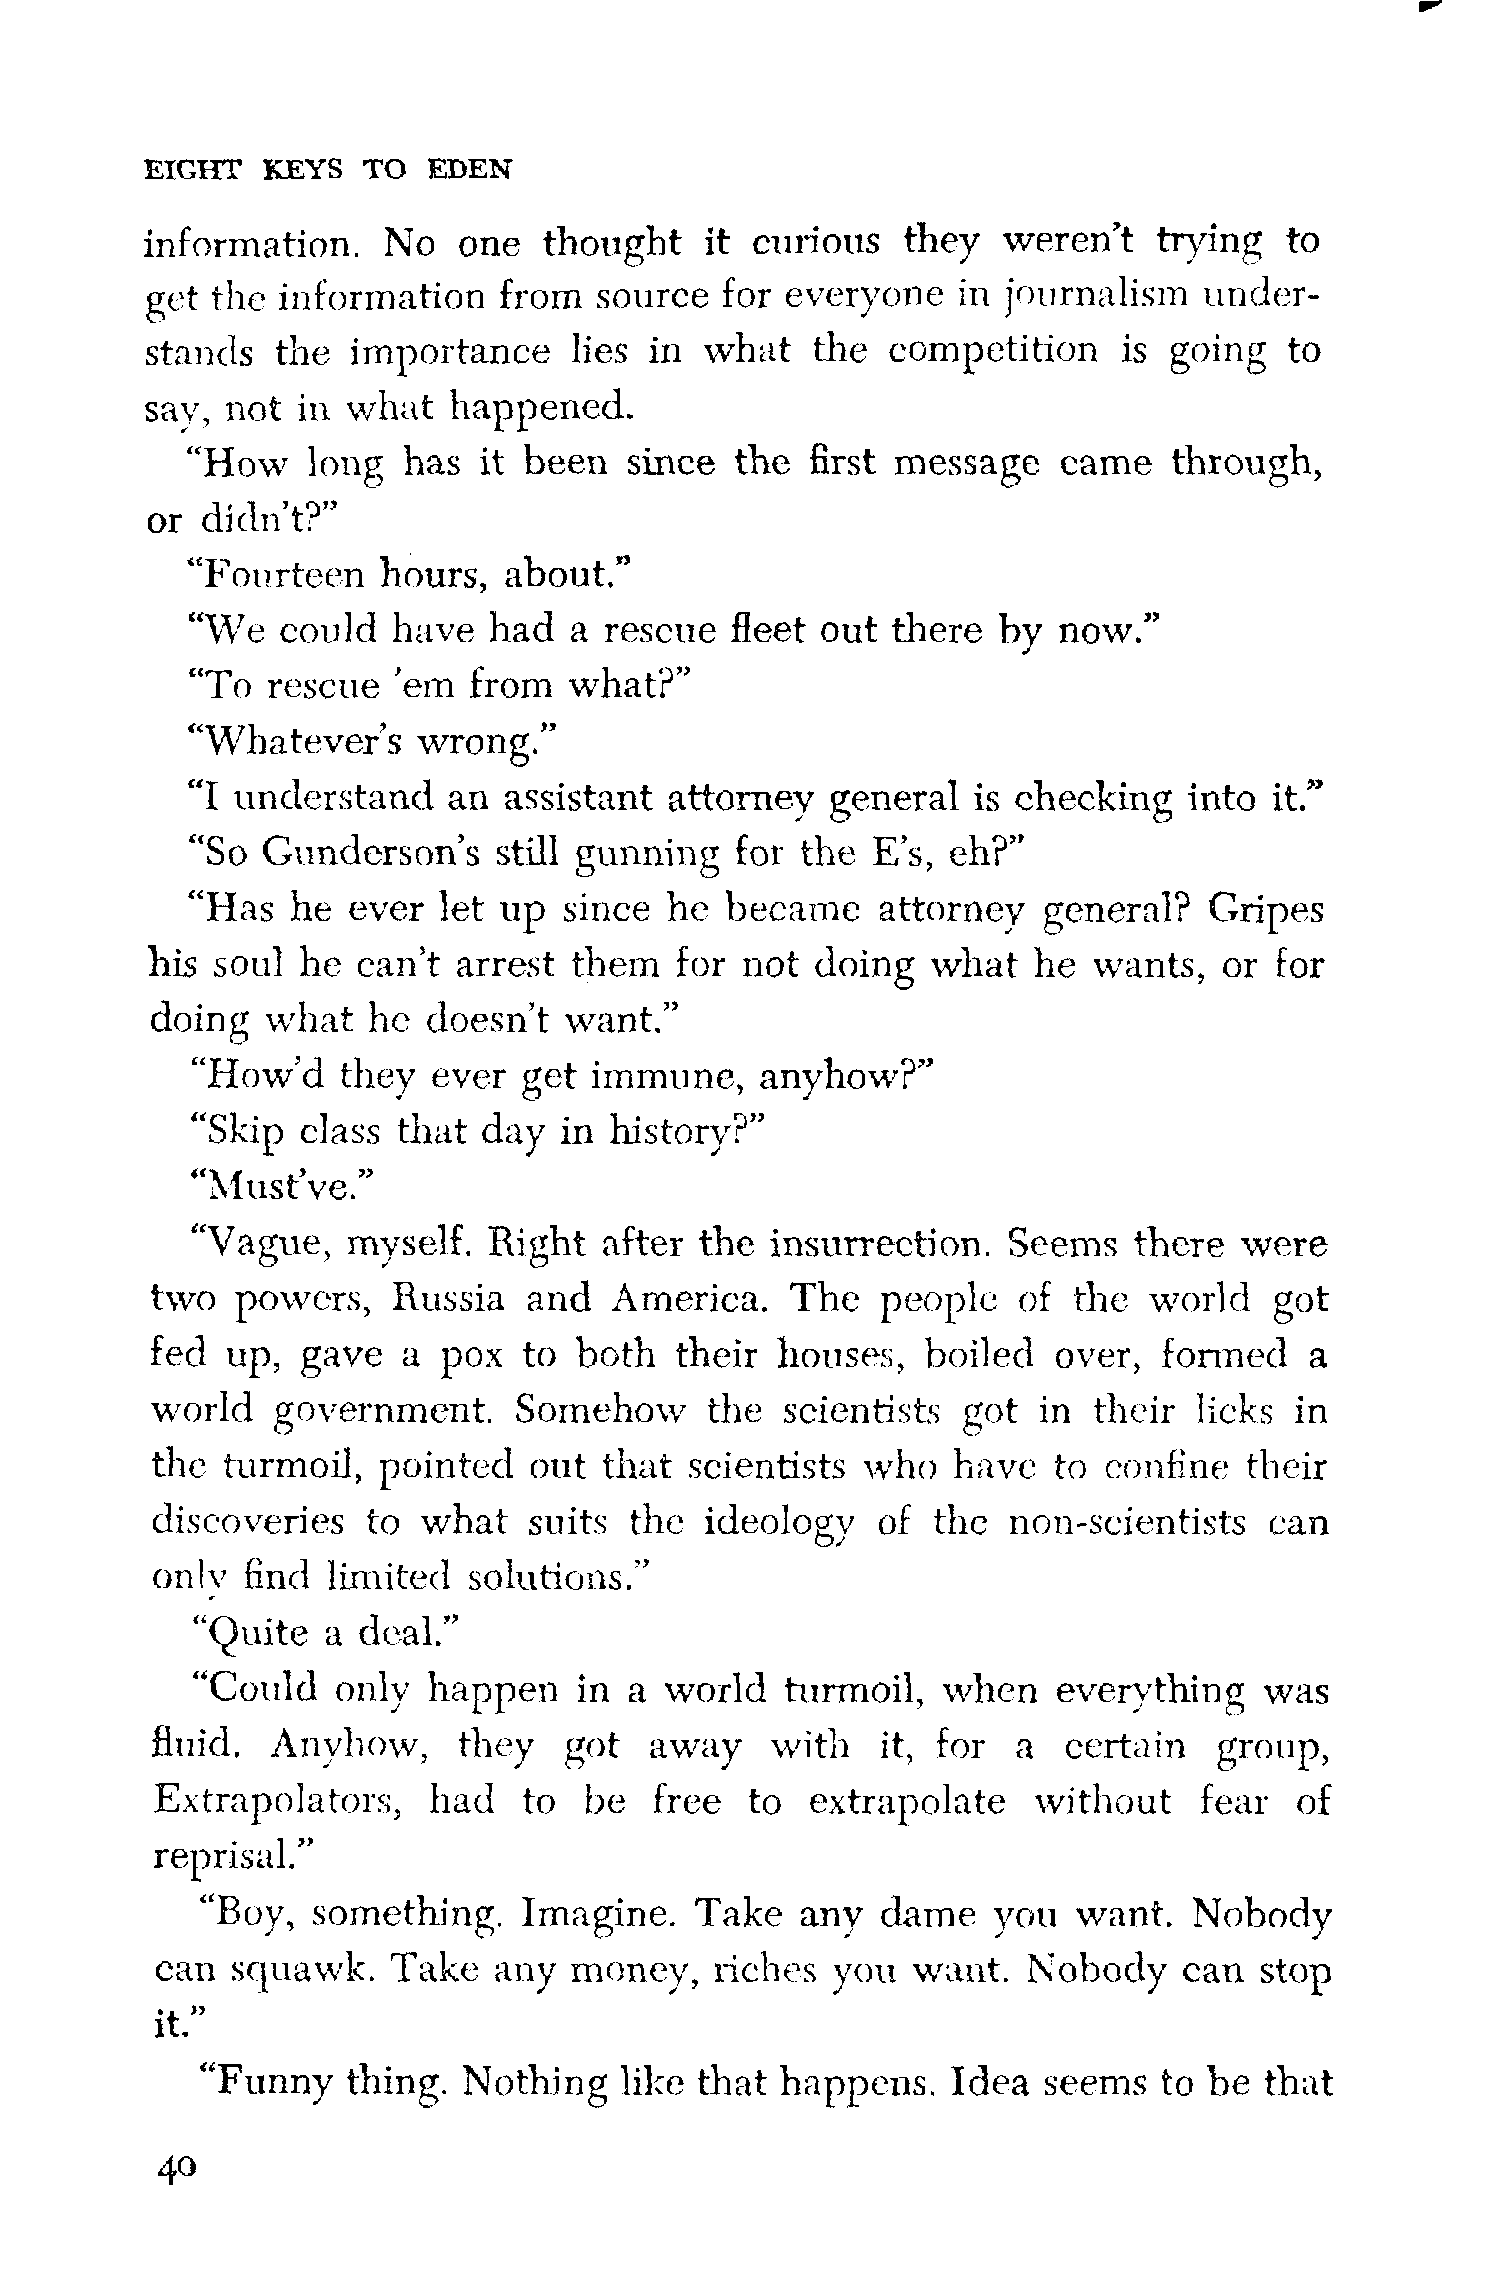 EIGHT KEYS TO EDEN
information. No one thought it curious they weren't trying to
get the information from source for everyone in journalism under-
stands the importance lies in what the competition is going to
say, not in what happened.
“How long has it been since the first message came through,
or didn't?”
“Fourteen hours, about.”
“We could have had a rescue fleet out there by now.”
“To rescue 'em from what?”
“Whatever's wrong.”
“I understand an assistant attorney general is checking into it.”
“So Gunderson's still gunning for the E's, eh?”
“Has he ever let up since he became attorney general? Gripes
his soul he can't arrest them for not doing what he wants, or for
doing what he doesn't want.”
“How'd they ever get immune, anyhow?”
“Skip class that day in history?”
“Must've.”
“Vague, myself. Right after the insurrection. Seems there were
two powers, Russia and America. The people of the world got
fed up, gave a pox to both their houses, boiled over, formed a
world government. Somehow the scientists got in their licks in
the turmoil, pointed out that scientists who have to confine their
discoveries to what suits the ideology of the non-scientists can
only find limited solutions.”
“Quite a deal.”
“Could only happen in a world turmoil, when everything was
fluid. Anyhow, they got away with it, for a certain group,
Extrapolators, had to be free to extrapolate without fear of
reprisal.”
“Boy, something. Imagine. Take any dame you want. Nobody
can squawk. Take any money, riches you want. Nobody can stop
it.”
“Funny thing. Nothing like that happens. Idea seems to be that
40